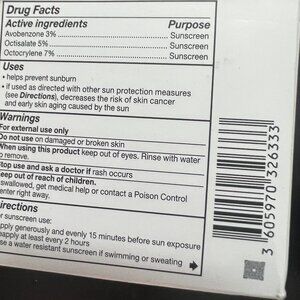 Drug Facts
Active ingredients Purpose
Avobenzone 3% Sunscreen
Octisalate 5% Sunscreen
Octocrylene 7% Sunscreen
Uses
• helps prevent sunburn
• if used as directed with other sun protection measures
(see Directions), decreases the risk of skin cancer
and early skin aging caused by the sun
Warnings
For external use only
Do not use on damaged or broken skin
When using this product keep out of eyes. Rinse with water
o remove.
Stop use and ask a doctor if rash occurs
Keep out of reach of children.
swallowed, get medical help or contact a Poison Control
enter right away.
irections
or sunscreen use:
pply generously and evenly 15 minutes before sun exposure
eapply at least every 2 hours
se a water resistant sunscreen if swimming or sweating
3 605970 326333